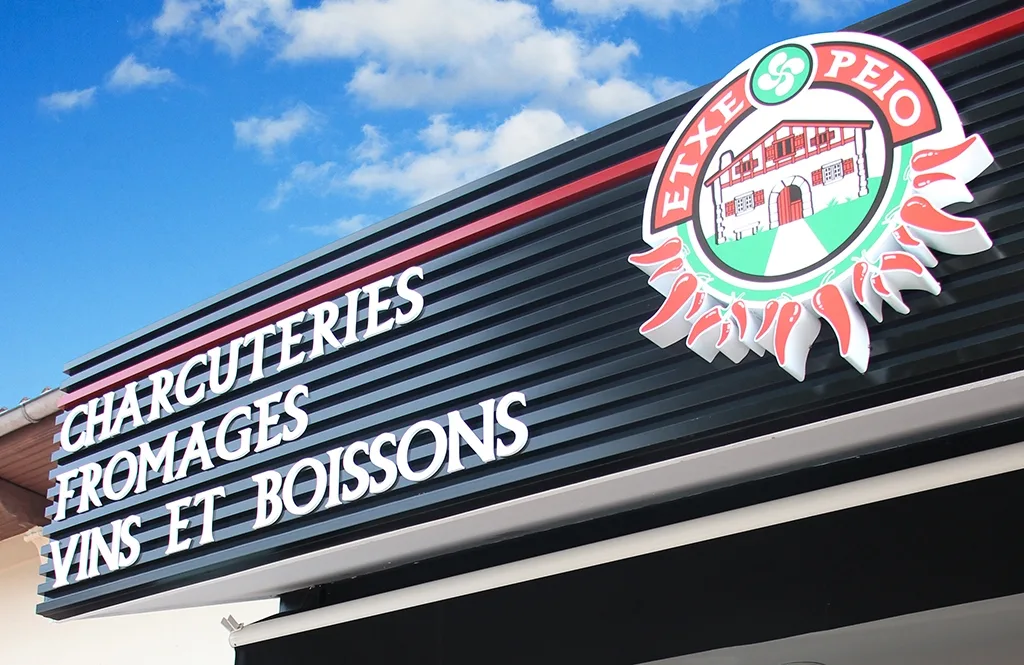 ETXE PEIO
CHARCUTERIES
FROMAGES
VINS ET BOISSONS